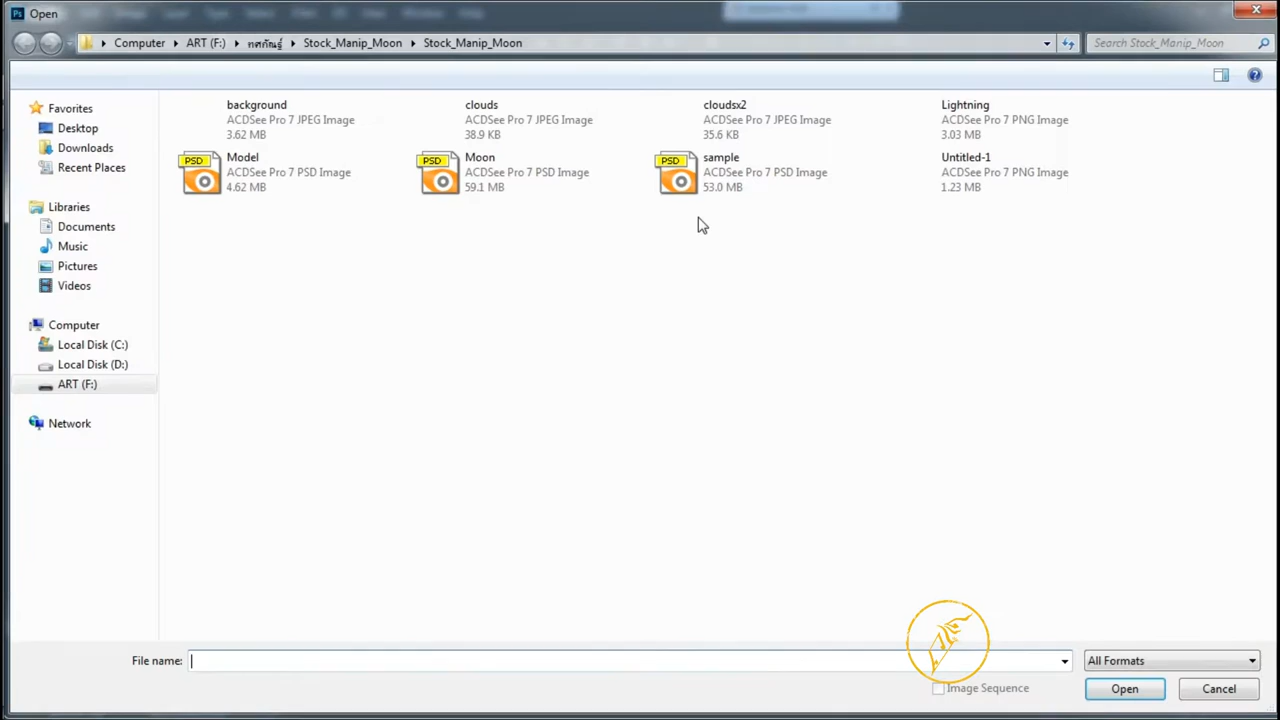 Open
Computer ART (F:) ทศกัณฐ์ Stock_Manip_Moon Stock_Manip_Moon
Search Stock_Manip_Moon
Favorites
Desktop
Downloads
Recent Places
Libraries
Documents
Music
Pictures
Videos
Computer
Local Disk (C:)
Local Disk (D:)
ART (F:)
Network
background
ACDSee Pro 7 JPEG Image
3.62 MB
clouds
ACDSee Pro 7 JPEG Image
38.9 KB
cloudsx2
ACDSee Pro 7 JPEG Image
35.6 KB
Lightning
ACDSee Pro 7 PNG Image
3.03 MB
PSD
Model
ACDSee Pro 7 PSD Image
4.62 MB
PSD
Moon
ACDSee Pro 7 PSD Image
59.1 MB
PSD
sample
ACDSee Pro 7 PSD Image
53.0 MB
Untitled-1
ACDSee Pro 7 PNG Image
1.23 MB
File name:
All Formats
Image Sequence
Open
Cancel